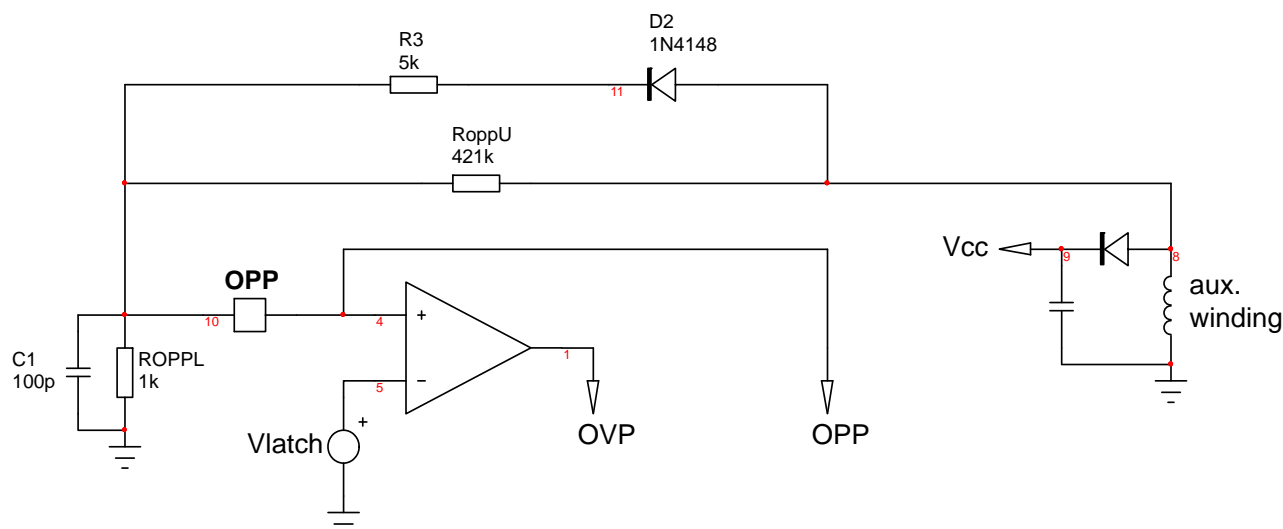 D2
1N4148
R3
5k
11
RoppU
421k
Vcc
9
8
OPP
aux.
winding
10
4
+
C1
100p
ROPPL
1k
1
5
−
+
Vlatch
OVP
OPP